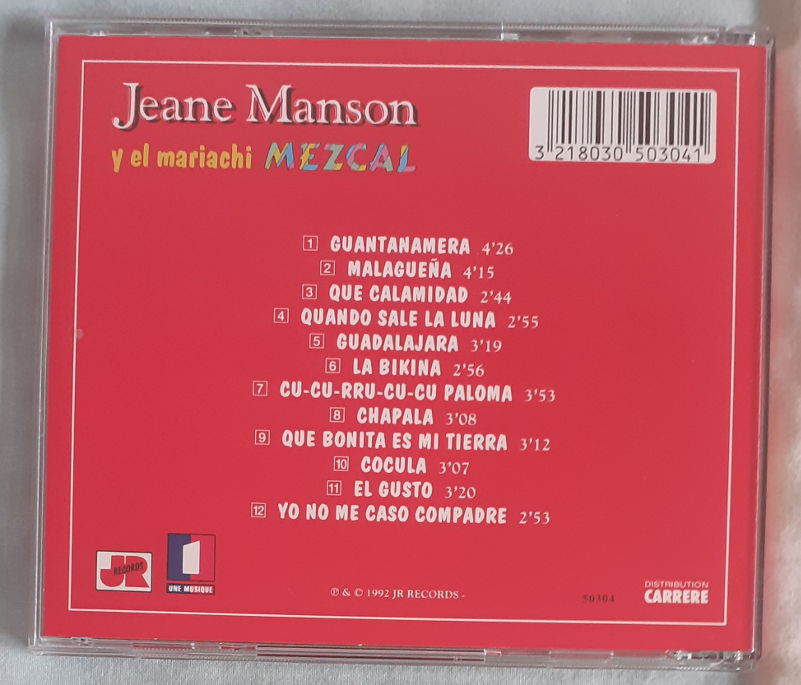 Jeane Manson
y el mariachi MEZCAL
3 218030 503041
1 GUANTANAMERA 4'26
2 MALAGUEÑA 4'15
3 QUE CALAMIDAD 2'44
4 QUANDO SALE LA LUNA 2'55
5 GUADALAJARA 3'19
6 LA BIKINA 2'56
7 CU-CU-RRU-CU-CU PALOMA 3'53
8 CHAPALA 3'08
9 QUE BONITA ES MI TIERRA 3'12
10 COCULA 3'07
11 EL GUSTO 3'20
12 YO NO ME CASO COMPADRE 2'53
JR RECORDS
1 UNE MUSIQUE
℗ & © 1992 JR RECORDS -
50304
DISTRIBUTION
CARRERE